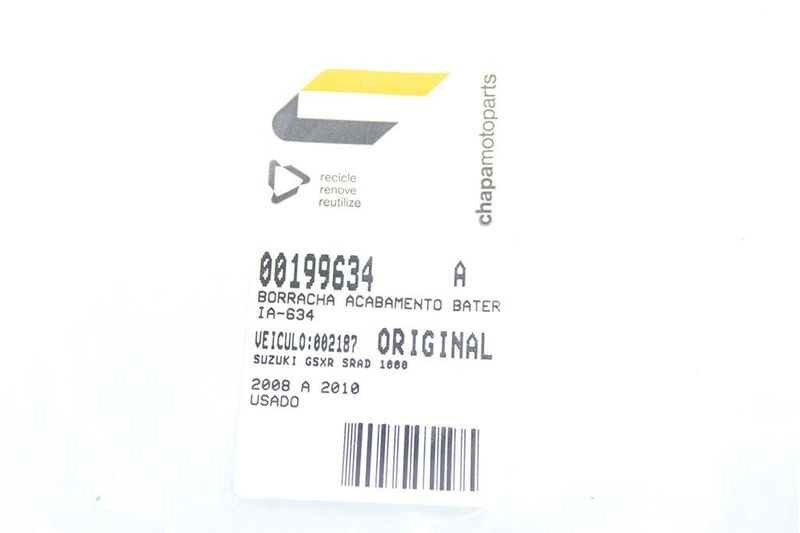 chapamotoparts
recicle
renove
reutilize
00199634 A
BORRACHA ACABAMENTO BATER
IA-634
VEICULO:002187 ORIGINAL
SUZUKI GSXR SRAD 1000
2008 A 2010
USADO